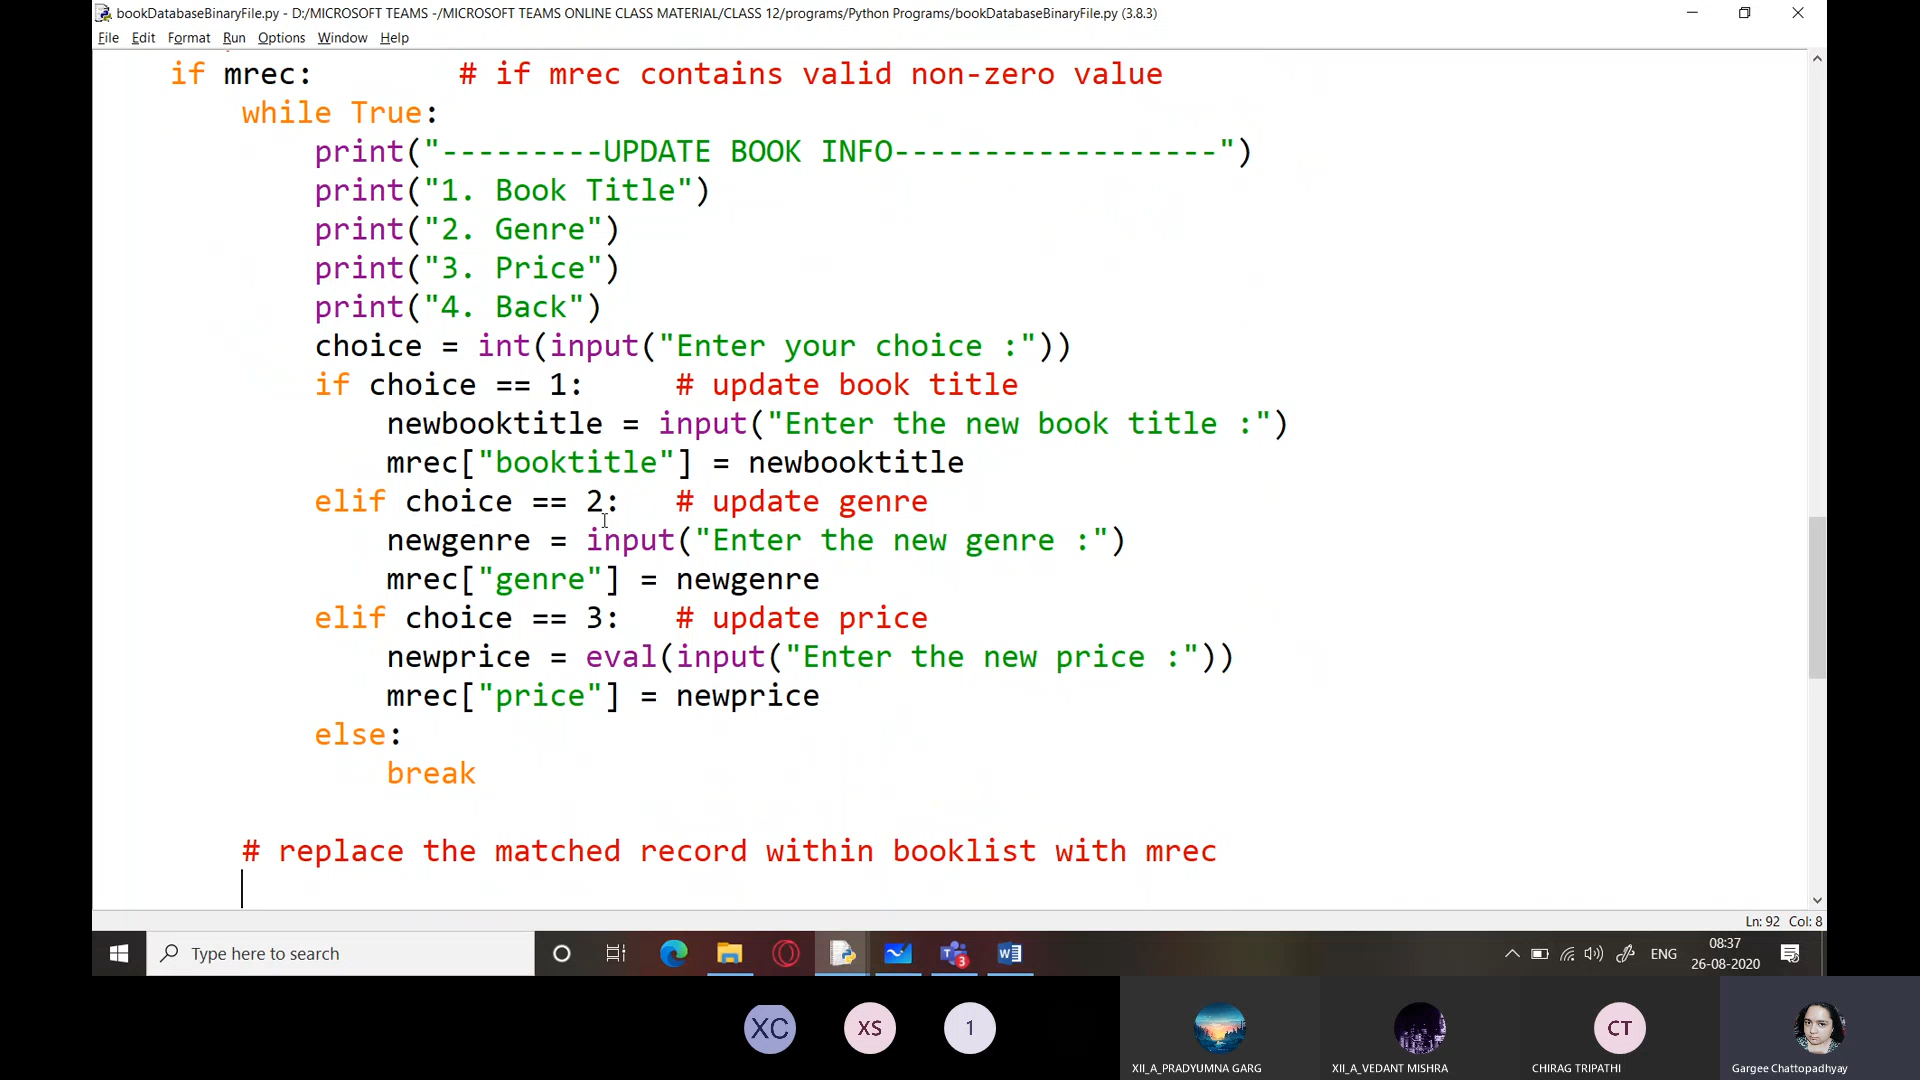 bookDatabaseBinaryFile.py - D:/MICROSOFT TEAMS -/MICROSOFT TEAMS ONLINE CLASS MATERIAL/CLASS 12/programs/Python Programs/bookDatabaseBinaryFile.py (3.8.3)
File Edit Format Run Options Window Help
if mrec: # if mrec contains valid non-zero value
while True:
print("---------UPDATE BOOK INFO------------------")
print("1. Book Title")
print("2. Genre")
print("3. Price")
print("4. Back")
choice = int(input("Enter your choice :"))
if choice == 1: # update book title
newbooktitle = input("Enter the new book title :")
mrec["booktitle"] = newbooktitle
elif choice == 2: # update genre
newgenre = input("Enter the new genre :")
mrec["genre"] = newgenre
elif choice == 3: # update price
newprice = eval(input("Enter the new price :"))
mrec["price"] = newprice
else:
break
# replace the matched record within booklist with mrec
Ln: 92 Col: 8
Type here to search
3
ENG
08:37
26-08-2020
XC
XS
1
CT
XII_A_PRADYUMNA GARG
XII_A_VEDANT MISHRA
CHIRAG TRIPATHI
Gargee Chattopadhyay